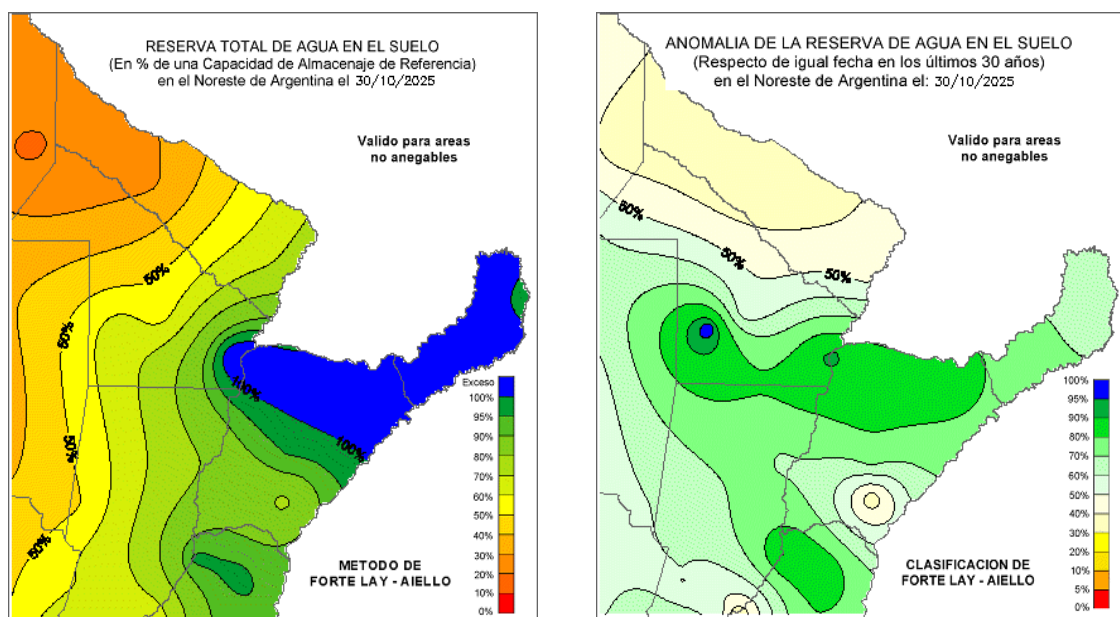 RESERVA TOTAL DE AGUA EN EL SUELO
(En % de una Capacidad de Almacenaje de Referencia)
en el Noreste de Argentina el 30/10/2025
Valido para areas
no anegables
50%
50%
50%
50%
100%
100%
Exceso
100%
95%
90%
80%
70%
60%
50%
40%
30%
20%
10%
0%
METODO DE
FORTE LAY - AIELLO
ANOMALIA DE LA RESERVA DE AGUA EN EL SUELO
(Respecto de igual fecha en los últimos 30 años)
en el Noreste de Argentina el: 30/10/2025
Valido para areas
no anegables
50%
50%
50%
100%
95%
90%
80%
70%
60%
50%
40%
30%
20%
10%
5%
0%
CLASIFICACION DE
FORTE LAY - AIELLO